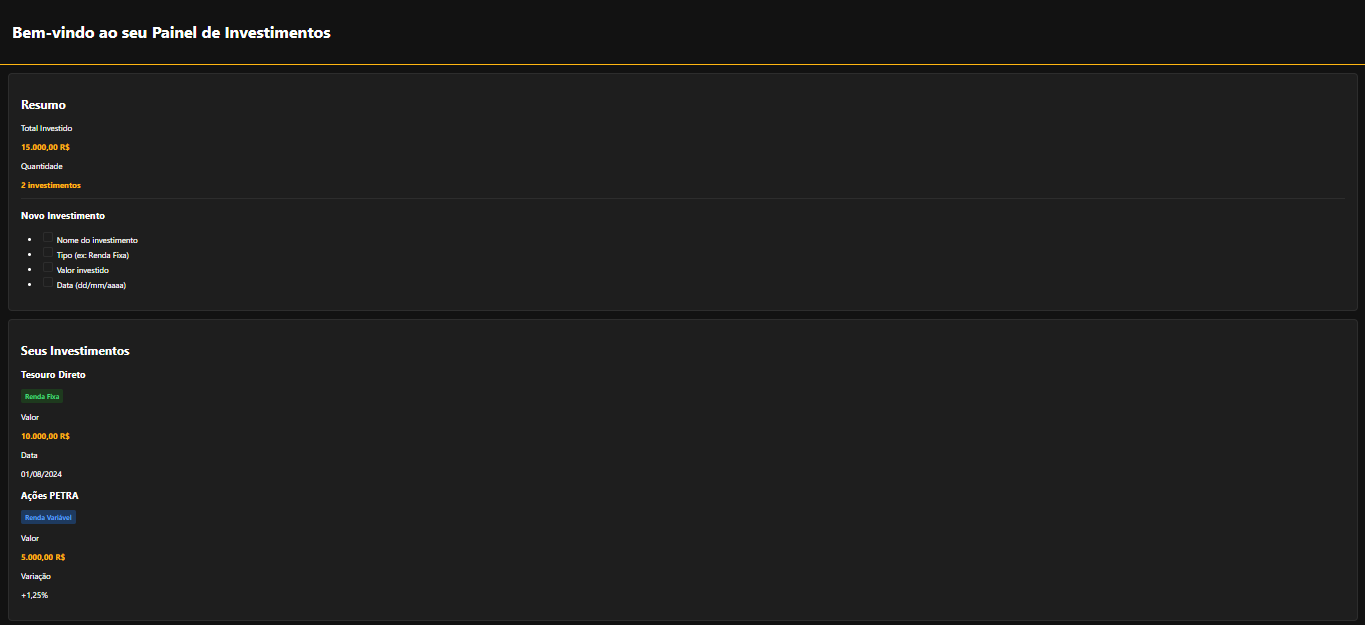 Bem-vindo ao seu Painel de Investimentos
Resumo
Total Investido
15.000,00 R$
Quantidade
2 investimentos
Novo Investimento
Nome do investimento
Tipo (ex: Renda Fixa)
Valor investido
Data (dd/mm/aaaa)
Seus Investimentos
Tesouro Direto
Renda Fixa
Valor
10.000,00 R$
Data
01/08/2024
Ações PETRA
Renda Variável
Valor
5.000,00 R$
Variação
+1,25%